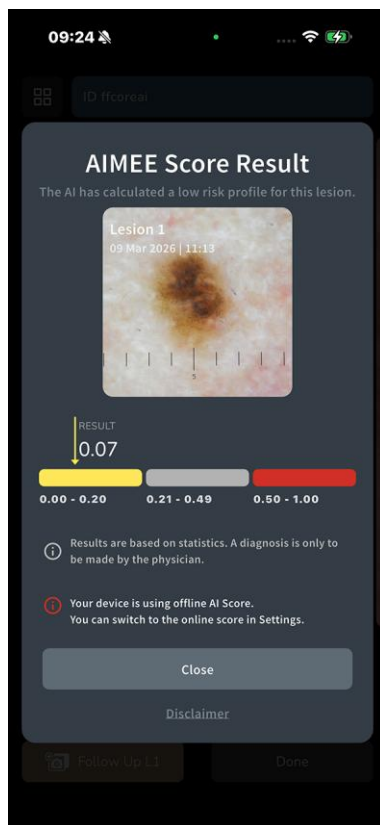 09:24
ID ffcoreai
AIMEE Score Result
The AI has calculated a low risk profile for this lesion.
Lesion 1
09 Mar 2026 | 11:13
5
RESULT
0.07
0.00 - 0.20 0.21 - 0.49 0.50 - 1.00
Results are based on statistics. A diagnosis is only to
be made by the physician.
Your device is using offline AI Score.
You can switch to the online score in Settings.
Close
Disclaimer
Follow Up L1 Done